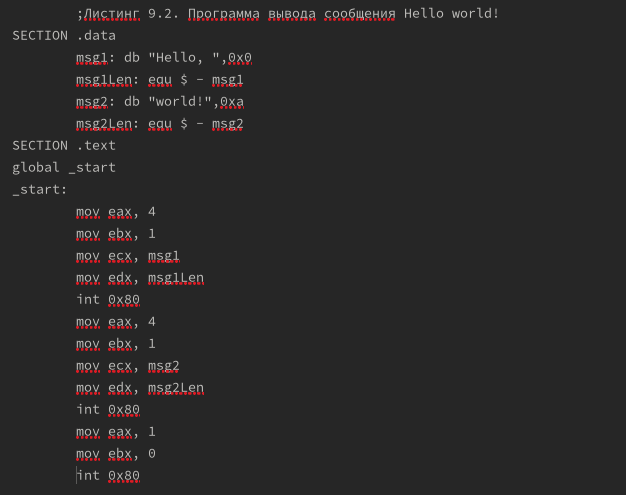 ;Листинг 9.2. Программа вывода сообщения Hello world!
SECTION .data
msg1: db "Hello, ",0x0
msg1Len: equ $ - msg1
msg2: db "world!",0xa
msg2Len: equ $ - msg2
SECTION .text
global _start
_start:
mov eax, 4
mov ebx, 1
mov ecx, msg1
mov edx, msg1Len
int 0x80
mov eax, 4
mov ebx, 1
mov ecx, msg2
mov edx, msg2Len
int 0x80
mov eax, 1
mov ebx, 0
int 0x80